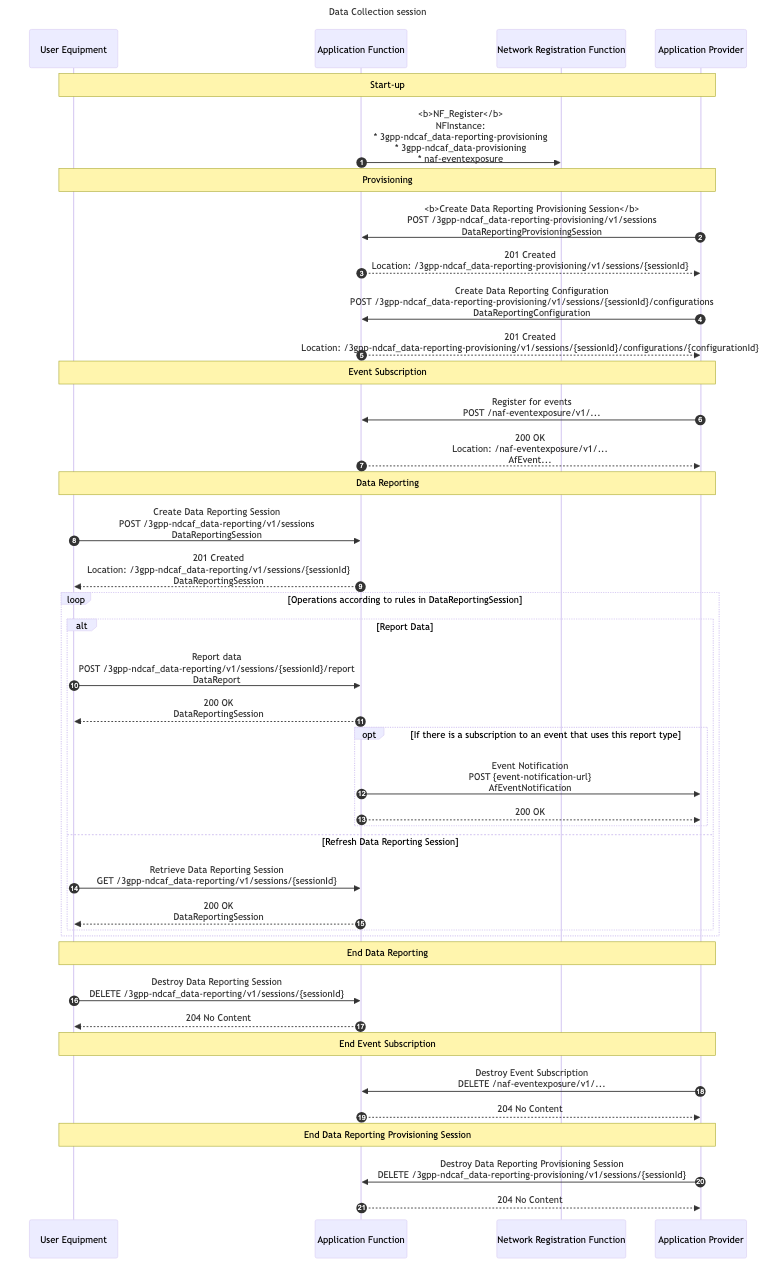 Data Collection session
User Equipment
Application Function
Network Registration Function
Application Provider
Start-up
<b>NF_Register</b>
NFInstance:
* 3gpp-ndcaf_data-reporting-provisioning
* 3gpp-ndcaf_data-provisioning
* naf-eventexposure
1
Provisioning
<b>Create Data Reporting Provisioning Session</b>
POST /3gpp-ndcaf_data-reporting-provisioning/v1/sessions
DataReportingProvisioningSession
2
201 Created
Location: /3gpp-ndcaf_data-reporting-provisioning/v1/sessions/{sessionId}
3
Create Data Reporting Configuration
POST /3gpp-ndcaf_data-reporting-provisioning/v1/sessions/{sessionId}/configurations
DataReportingConfiguration
4
201 Created
Location: /3gpp-ndcaf_data-reporting-provisioning/v1/sessions/{sessionId}/configurations/{configurationId}
5
Event Subscription
Register for events
POST /naf-eventexposure/v1/...
6
200 OK
Location: /naf-eventexposure/v1/...
AfEvent...
7
Data Reporting
Create Data Reporting Session
POST /3gpp-ndcaf_data-reporting/v1/sessions
DataReportingSession
8
201 Created
Location: /3gpp-ndcaf_data-reporting/v1/sessions/{sessionId}
DataReportingSession
9
loop
[Operations according to rules in DataReportingSession]
alt
[Report Data]
Report data
POST /3gpp-ndcaf_data-reporting/v1/sessions/{sessionId}/report
DataReport
10
200 OK
DataReportingSession
11
opt
[If there is a subscription to an event that uses this report type]
Event Notification
POST {event-notification-url}
AfEventNotification
12
200 OK
13
[Refresh Data Reporting Session]
Retrieve Data Reporting Session
GET /3gpp-ndcaf_data-reporting/v1/sessions/{sessionId}
14
200 OK
DataReportingSession
15
End Data Reporting
Destroy Data Reporting Session
DELETE /3gpp-ndcaf_data-reporting/v1/sessions/{sessionId}
16
204 No Content
17
End Event Subscription
Destroy Event Subscription
DELETE /naf-eventexposure/v1/...
18
204 No Content
19
End Data Reporting Provisioning Session
Destroy Data Reporting Provisioning Session
DELETE /3gpp-ndcaf_data-reporting-provisioning/v1/sessions/{sessionId}
20
204 No Content
21
User Equipment
Application Function
Network Registration Function
Application Provider